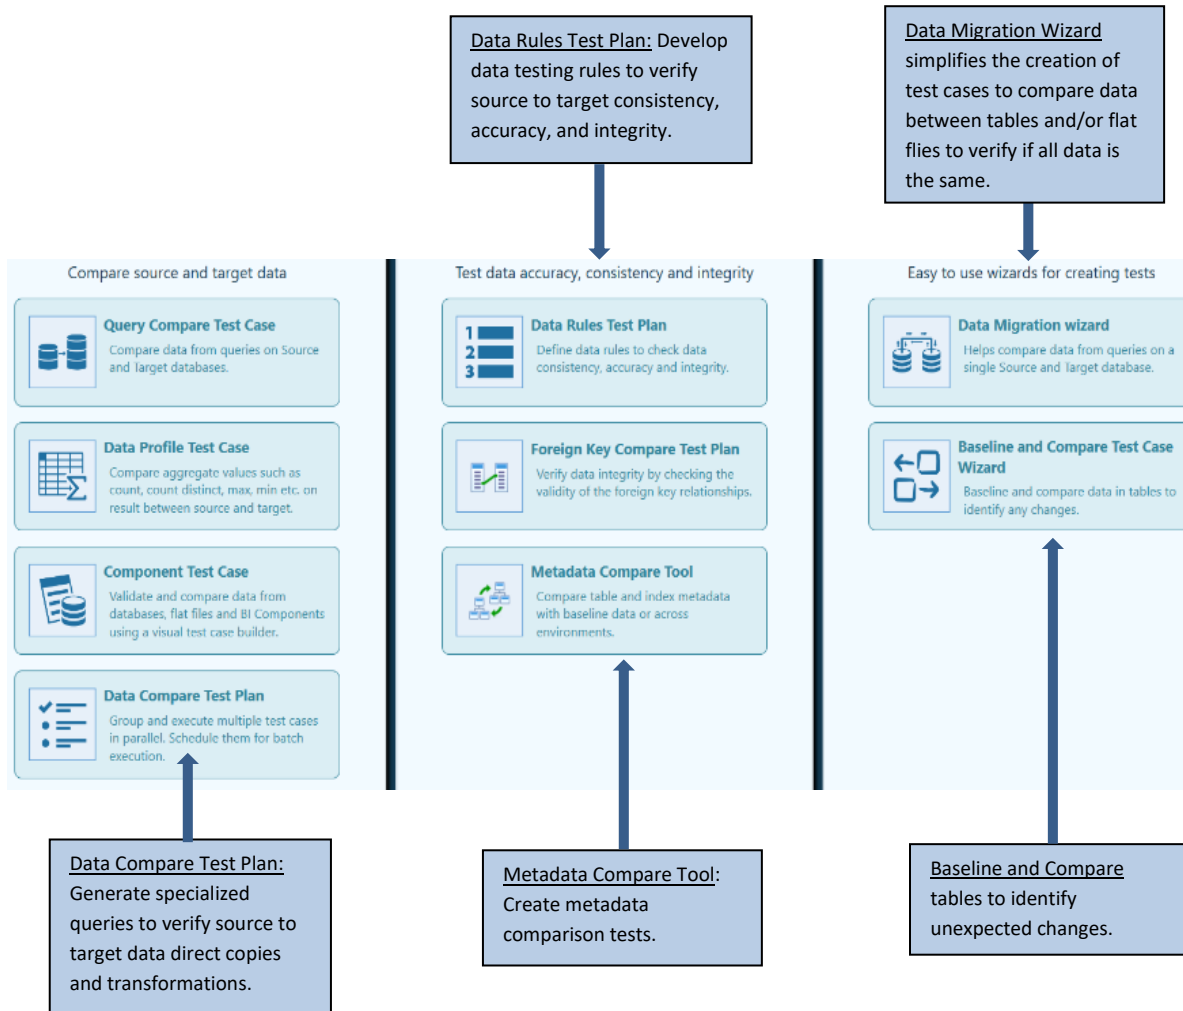 Data Rules Test Plan: Develop
data testing rules to verify
source to target consistency,
accuracy, and integrity.
Data Migration Wizard
simplifies the creation of
test cases to compare data
between tables and/or flat
flies to verify if all data is
the same.
Compare source and target data
Query Compare Test Case
Compare data from queries on Source
and Target databases.
Data Profile Test Case
Compare aggregate values such as
count, count distinct, max, min etc. on
result between source and target.
Component Test Case
Validate and compare data from
databases, flat files and BI Components
using a visual test case builder.
Data Compare Test Plan
Group and execute multiple test cases
in parallel. Schedule them for batch
execution.
Test data accuracy, consistency and integrity
1
2
3
Data Rules Test Plan
Define data rules to check data
consistency, accuracy and integrity.
Foreign Key Compare Test Plan
Verify data integrity by checking the
validity of the foreign key relationships.
Metadata Compare Tool
Compare table and index metadata
with baseline data or across
environments.
Easy to use wizards for creating tests
Data Migration wizard
Helps compare data from queries on a
single Source and Target database.
Baseline and Compare Test Case
Wizard
Baseline and compare data in tables to
identify any changes.
Data Compare Test Plan:
Generate specialized
queries to verify source to
target data direct copies
and transformations.
Metadata Compare Tool:
Create metadata
comparison tests.
Baseline and Compare
tables to identify
unexpected changes.